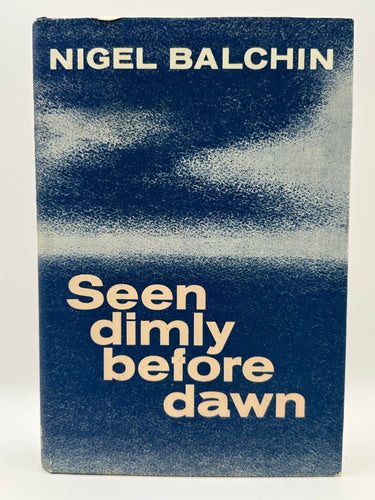 NIGEL BALCHIN
Seen
dimly
before
dawn